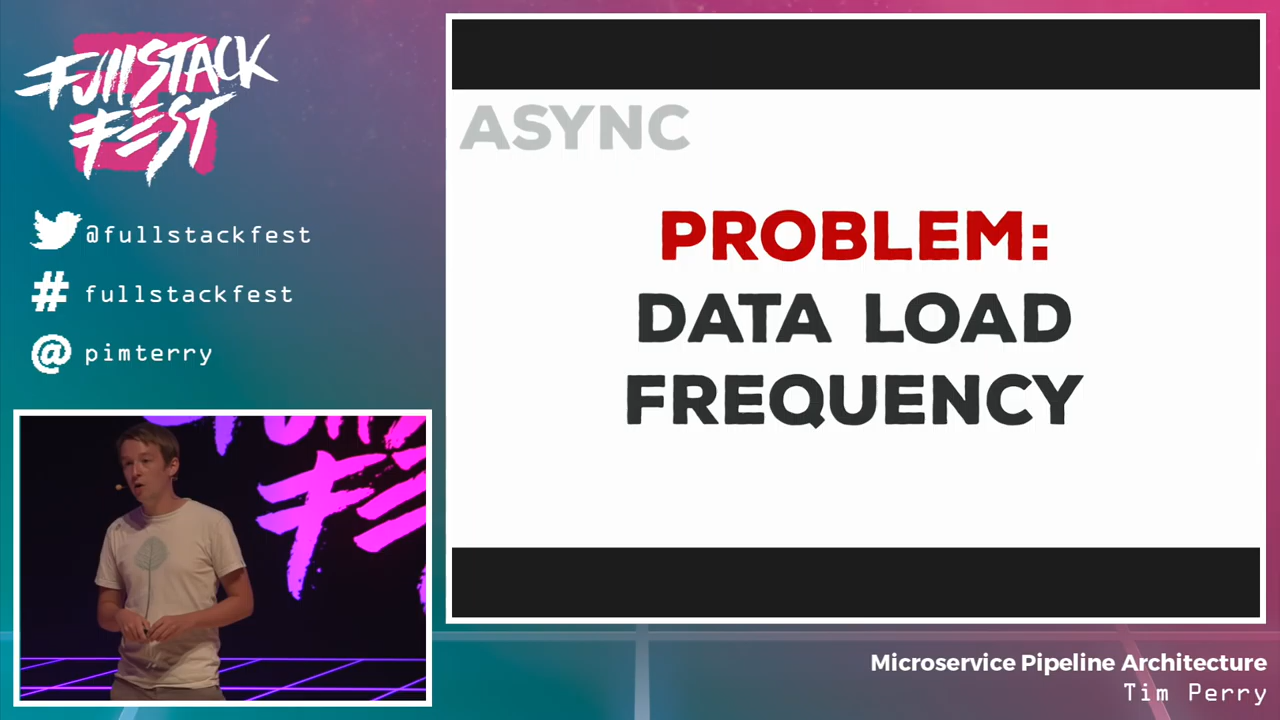 FullSTACK
FEST
@fullstackfest
# fullstackfest
@ pimterry
ASYNC
PROBLEM:
DATA LOAD
FREQUENCY
Microservice Pipeline Architecture
Tim Perry